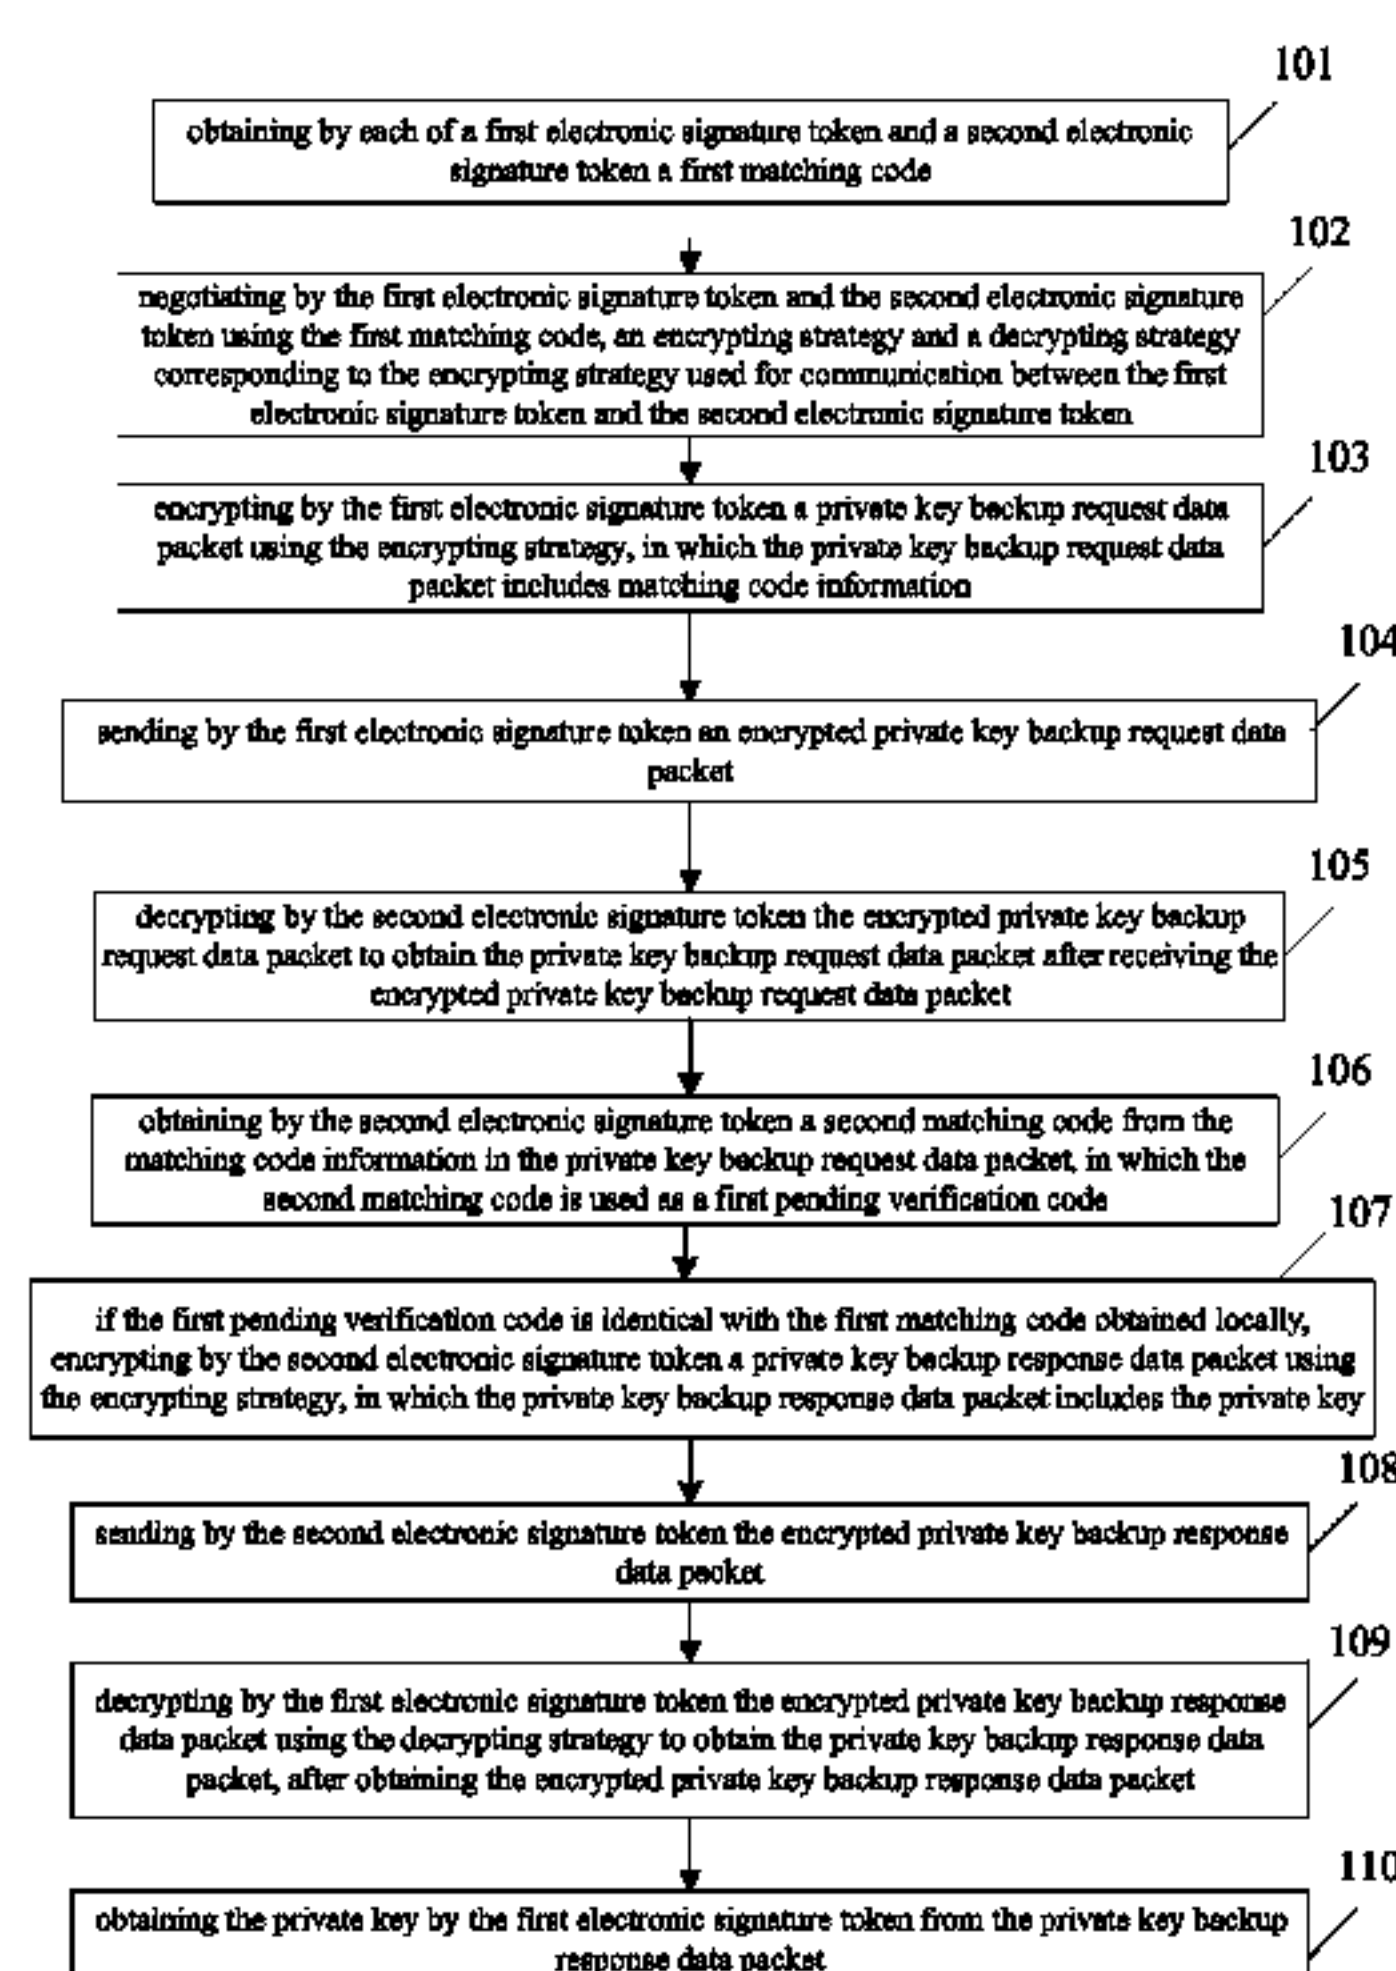 101
obtaining by each of a first electronic signature token and a second electronic
signature token a first matching code
102
negotiating by the first electronic signature token and the second electronic signature
token using the first matching code, an encrypting strategy and a decrypting strategy
corresponding to the encrypting strategy used for communication between the first
electronic signature token and the second electronic signature token
103
encrypting by the first electronic signature token a private key backup request data
packet using the encrypting strategy, in which the private key backup request data
packet includes matching code information
104
sending by the first electronic signature token an encrypted private key backup request data
packet
105
decrypting by the second electronic signature token the encrypted private key backup
request data packet to obtain the private key backup request data packet after receiving the
encrypted private key backup request data packet
106
obtaining by the second electronic signature token a second matching code from the
matching code information in the private key backup request data packet, in which the
second matching code is used as a first pending verification code
107
if the first pending verification code is identical with the first matching code obtained locally,
encrypting by the second electronic signature token a private key backup response data packet using
the encrypting strategy, in which the private key backup response data packet includes the private key
108
sending by the second electronic signature token the encrypted private key backup response
data packet
109
decrypting by the first electronic signature token the encrypted private key backup response
data packet using the decrypting strategy to obtain the private key backup response data
packet, after obtaining the encrypted private key backup response data packet
110
obtaining the private key by the first electronic signature token from the private key backup
response data packet